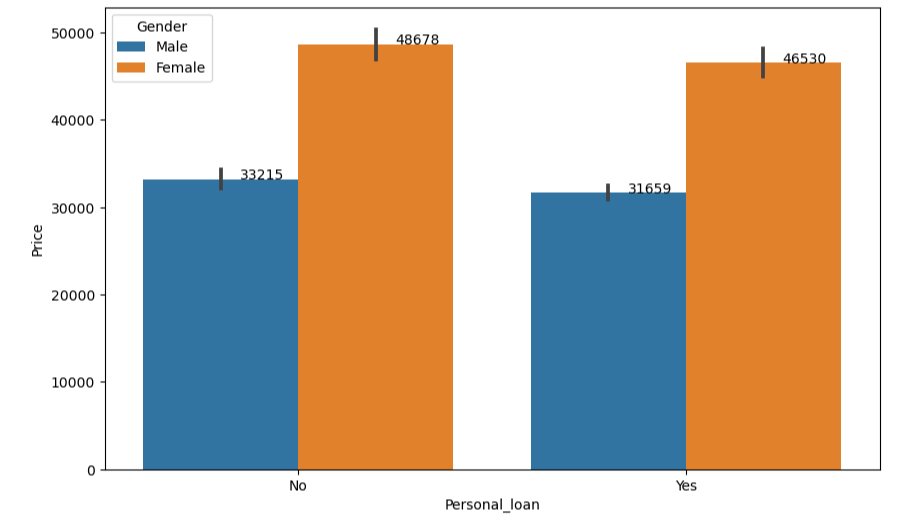 Gender
Male
Female
50000
40000
30000
20000
10000
0
Price
33215
48678
31659
46530
No
Yes
Personal_loan